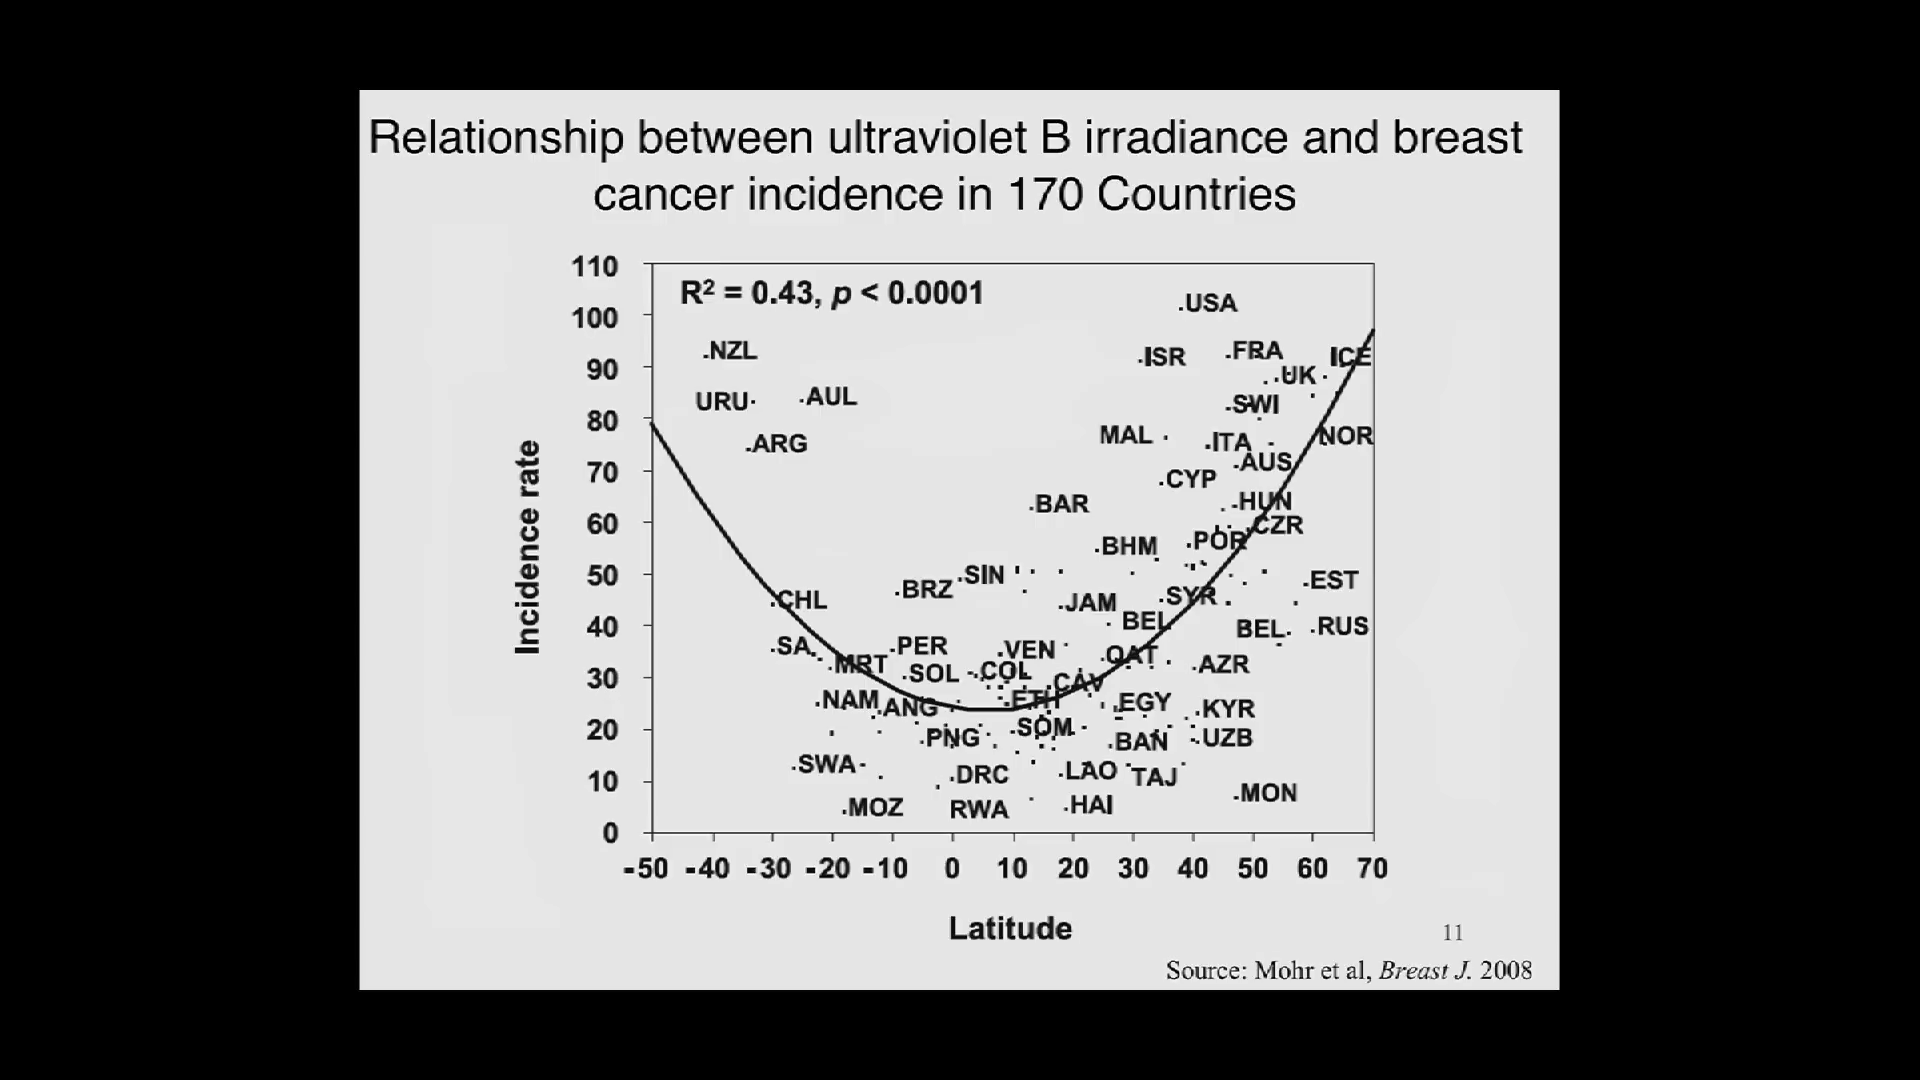 Relationship between ultraviolet B irradiance and breast
cancer incidence in 170 Countries
R² = 0.43, p < 0.0001
Incidence rate
110
100
90
80
70
60
50
40
30
20
10
0
USA
NZL
ISR
FRA
ICE
UK
URU
AUL
SWI
ARG
MAL
ITA
NOR
AUS
CYP
BAR
HUN
CZR
BHM
POR
SIN
EST
BRZ
CHL
JAM
SYR
BEL
BEL
RUS
SA
PER
VEN
QAT
MRT
SOL
COL
CAV
AZR
NAM
ANG
ETH
EGY
KYR
SOM
PNG
BAN
UZB
SWA
DRC
LAO
TAJ
MON
MOZ
RWA
HAI
-50 -40 -30 -20 -10 0 10 20 30 40 50 60 70
Latitude
11
Source: Mohr et al, Breast J. 2008